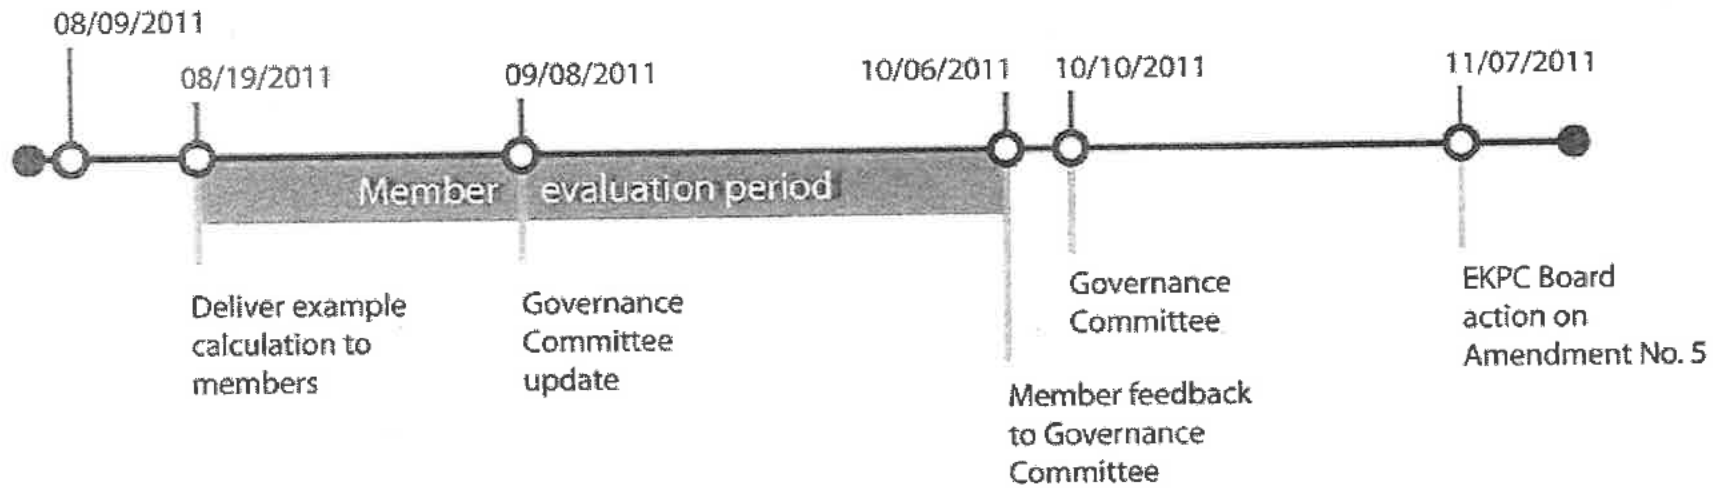 08/09/2011
08/19/2011
09/08/2011
10/06/2011
10/10/2011
11/07/2011
Member evaluation period
Deliver example
calculation to
members
Governance
Committee
update
Member feedback
to Governance
Committee
Governance
Committee
EKPC Board
action on
Amendment No. 5